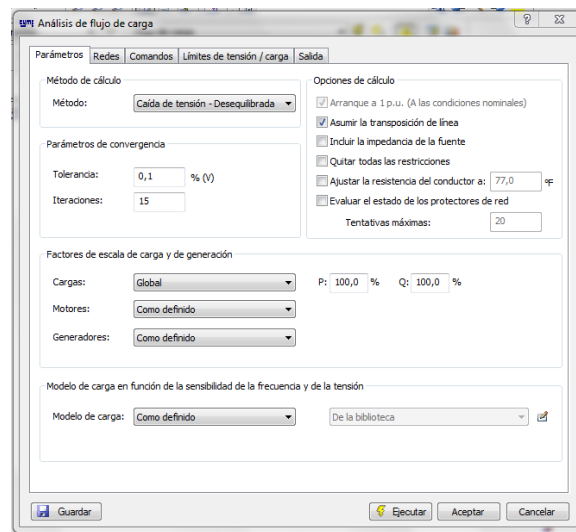 Análisis de flujo de carga
Parámetros Redes Comandos Límites de tensión / carga Salida
Método de cálculo
Método: Caída de tensión - Desequilibrada
Parámetros de convergencia
Tolerancia: 0,1 % (V)
Iteraciones: 15
Opciones de cálculo
Arranque a 1 p.u. (A las condiciones nominales)
Asumir la transposición de línea
Incluir la impedancia de la fuente
Quitar todas las restricciones
Ajustar la resistencia del conductor a: 77,0 °F
Evaluar el estado de los protectores de red
Tentativas máximas: 20
Factores de escala de carga y de generación
Cargas: Global P: 100,0 % Q: 100,0 %
Motores: Como definido
Generadores: Como definido
Modelo de carga en función de la sensibilidad de la frecuencia y de la tensión
Modelo de carga: Como definido De la biblioteca
Guardar Ejecutar Aceptar Cancelar